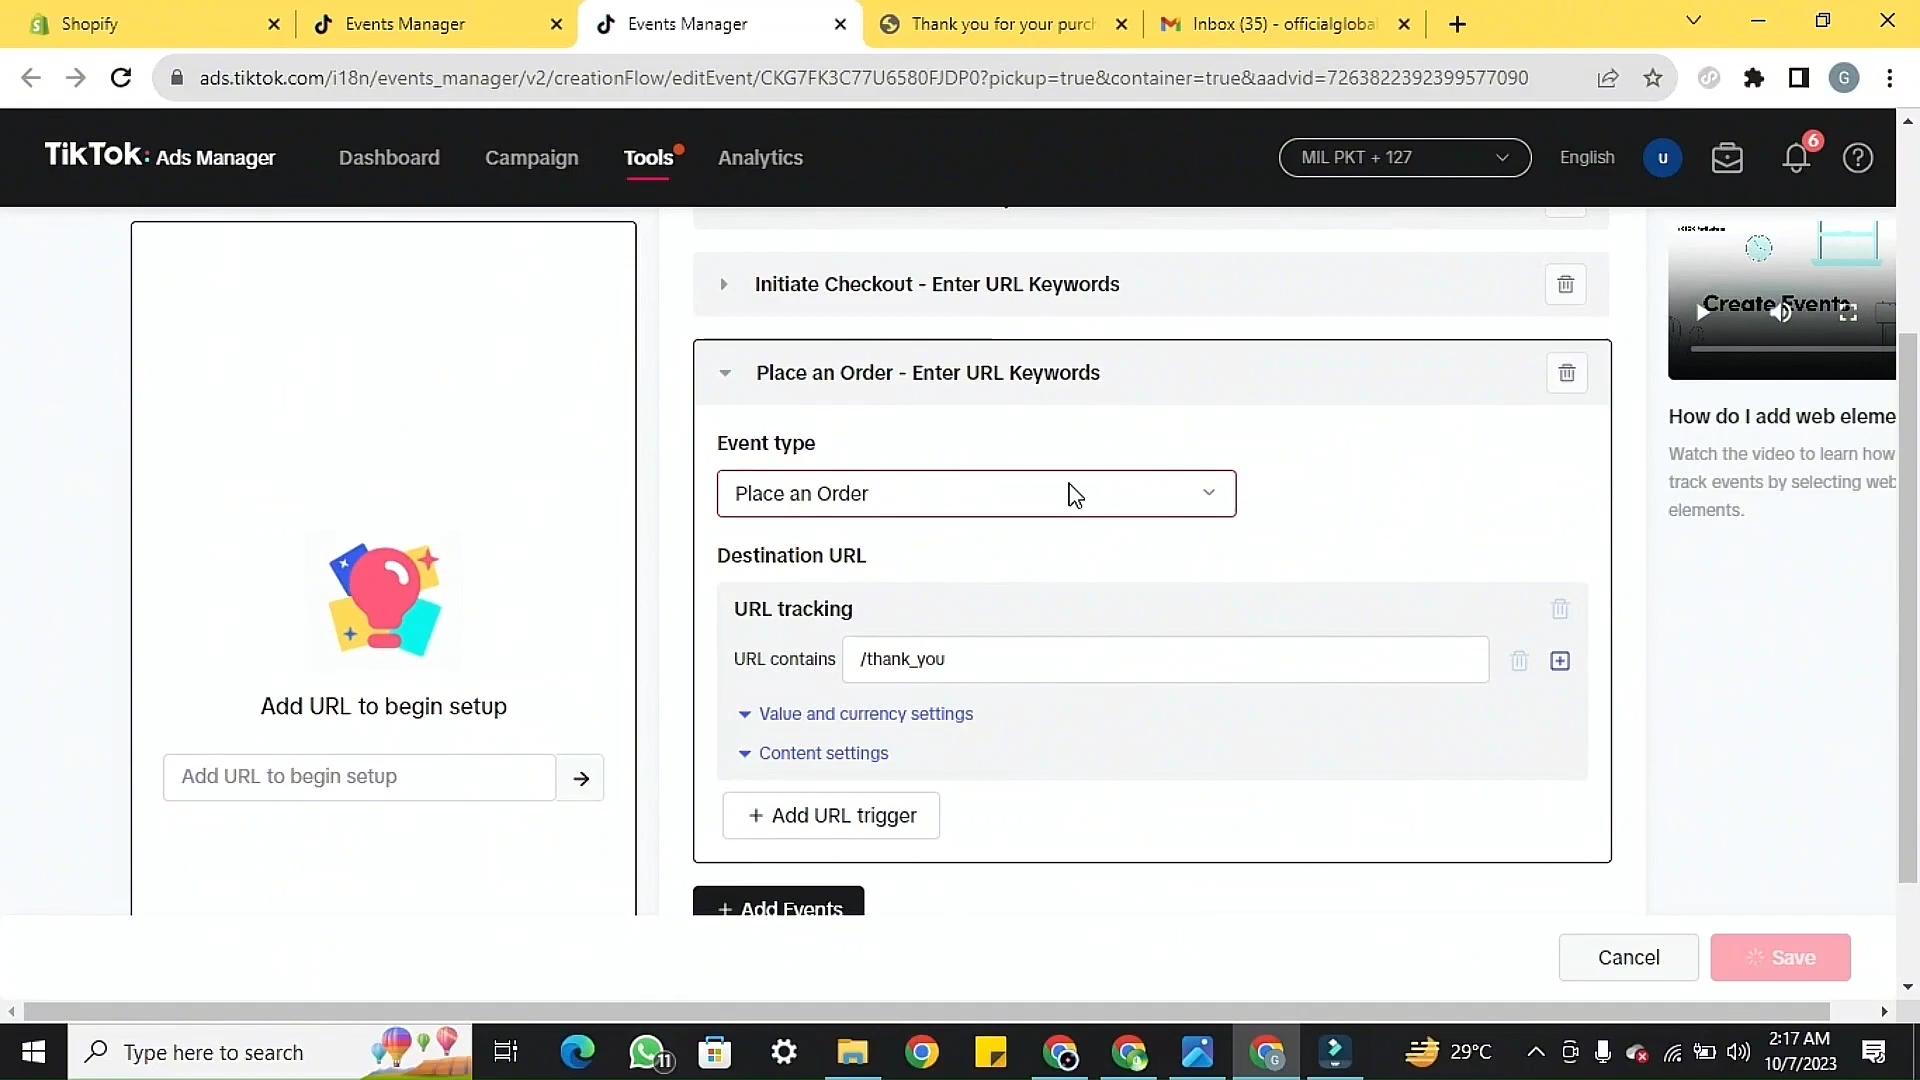 Shopify
Events Manager
Events Manager
Thank you for your purch
Inbox (35) - officialgloba
ads.tiktok.com/i18n/events_manager/v2/creationFlow/editEvent/CKG7FK3C77U6580FJDP0?pickup=true&container=true&aadvid=7263822392399577090
G
TikTok: Ads Manager
Dashboard
Campaign
Tools
Analytics
MIL PKT + 127
English
U
6
Initiate Checkout - Enter URL Keywords
Place an Order - Enter URL Keywords
Event type
Place an Order
Destination URL
URL tracking
URL contains
/thank_you
Value and currency settings
Content settings
+ Add URL trigger
+ Add Events
Add URL to begin setup
Add URL to begin setup
Create Events
How do I add web eleme
Watch the video to learn how
track events by selecting web
elements.
Cancel
Save
Type here to search
11
G
29°C
2:17 AM
10/7/2023